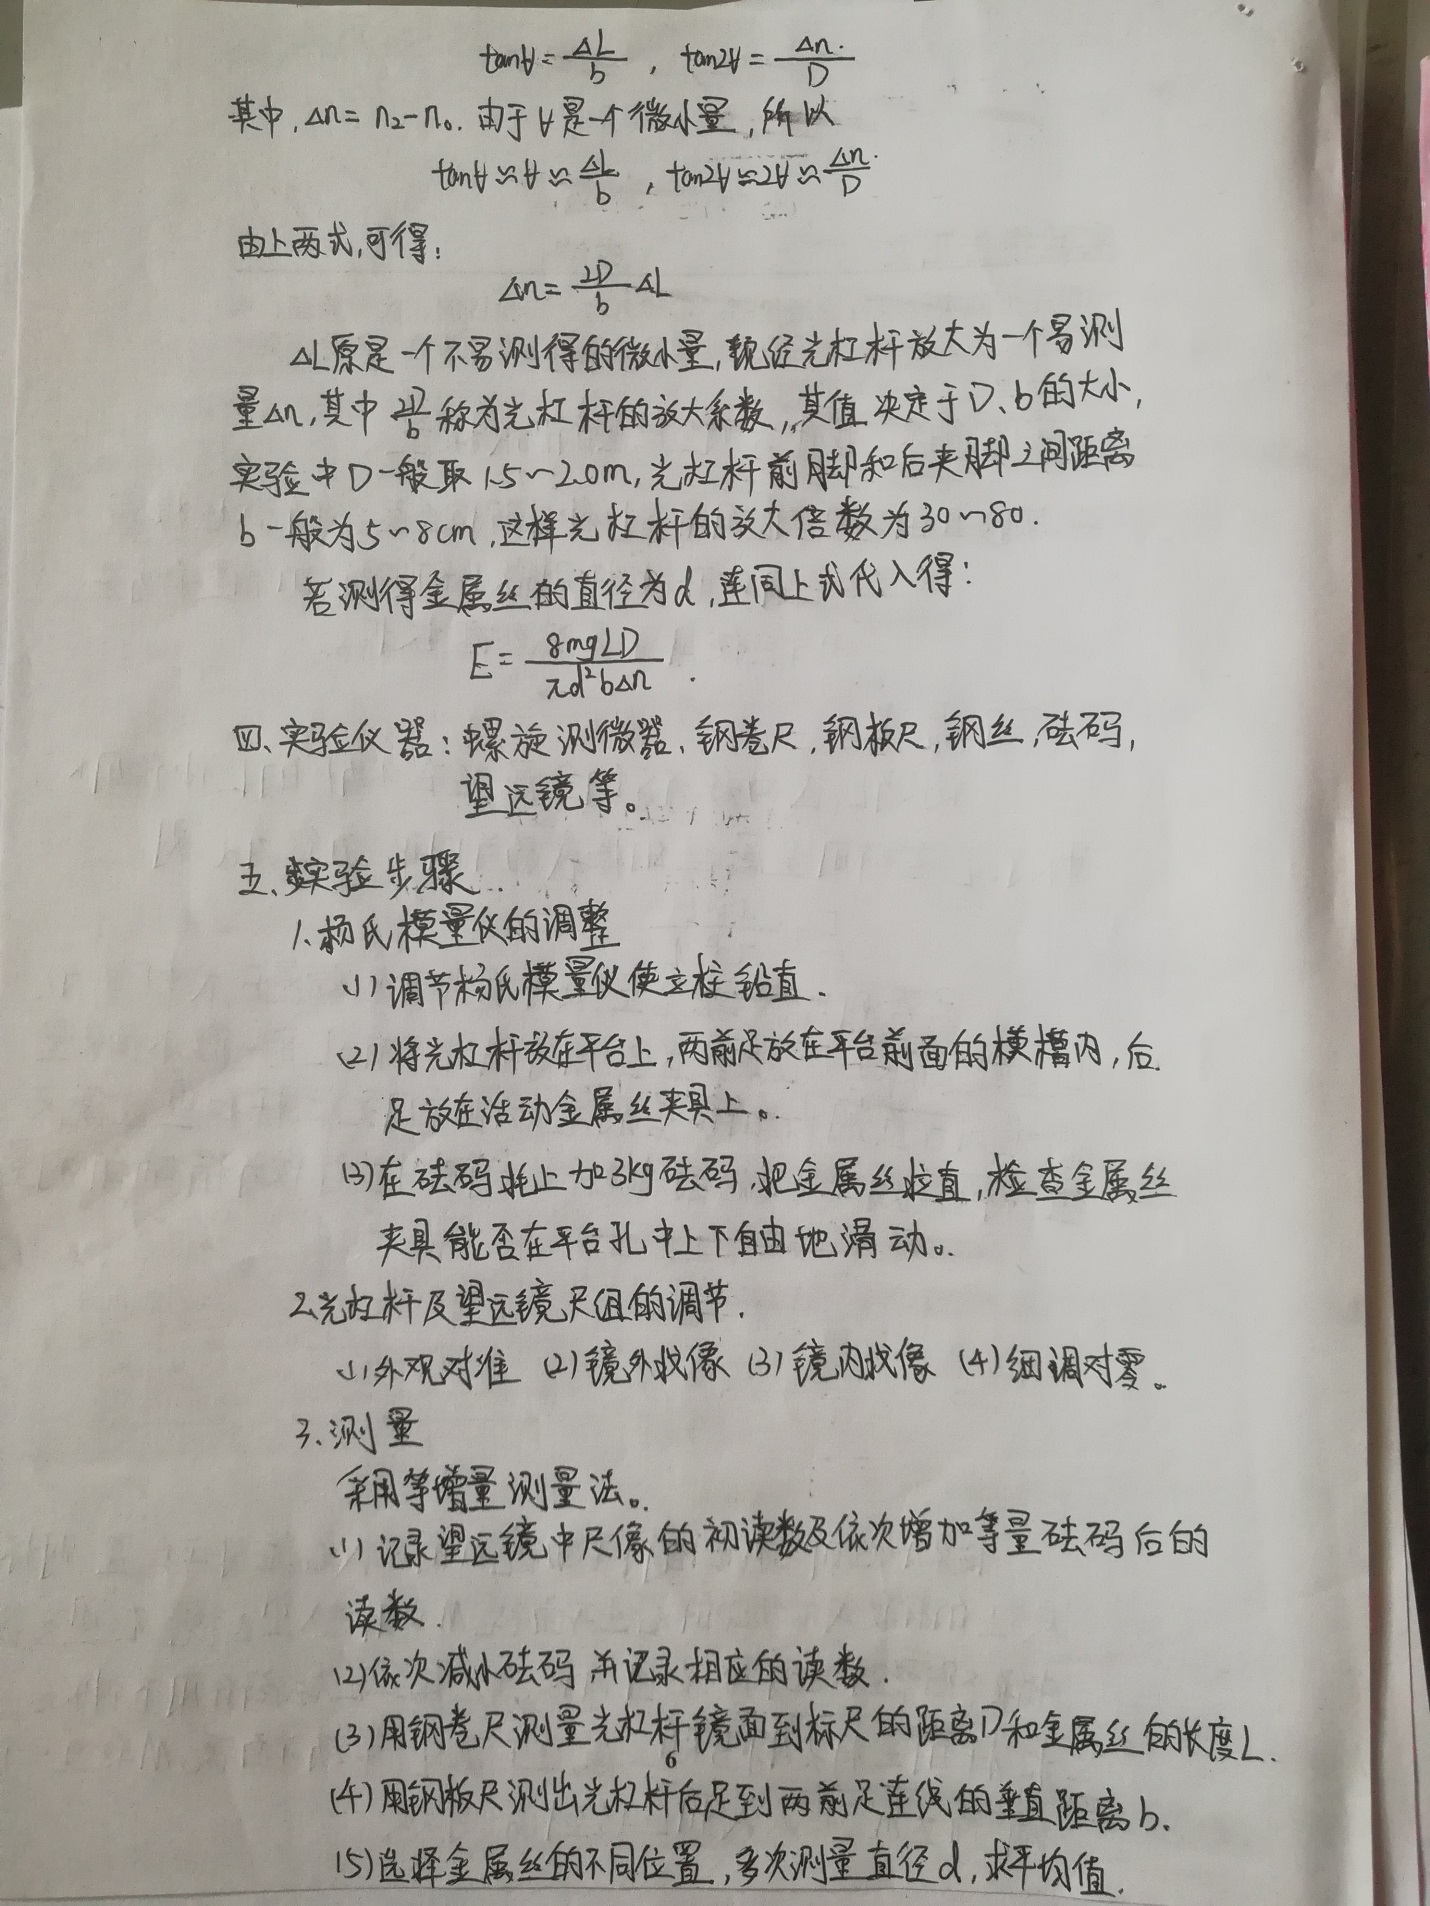 tanθ = ΔL/b , tan2θ = Δn/D
其中,Δn = n₂-n₀. 由于θ是一个微小量,所以
tanθ ≈ θ ≈ ΔL/b , tan2θ ≈ 2θ ≈ Δn/D
由上两式,可得:
Δn = 2D/b ΔL
ΔL原是一个不易测得的微小量,既经光杠杆放大为一个易测
量Δn,其中 2D/b 称为光杠杆的放大系数,其值决定于D、b的大小,
实验中D一般取1.5~2.0m,光杠杆前脚和后夹脚之间距离
b一般为5~8cm,这样光杠杆的放大倍数为30~80.
若测得金属丝的直径为d,连同上式代入得:
E = 8mgLD/πd²bΔn .
四、实验仪器:螺旋测微器、钢卷尺,钢板尺,钢丝,砝码,
望远镜等。
五、实验步骤
1、杨氏模量仪的调整
(1)调节杨氏模量仪使立柱铅直.
(2)将光杠杆放在平台上,两前足放在平台前面的横槽内,后
足放在活动金属丝夹具上。
(3)在砝码托上加3kg砝码,把金属丝拉直,检查金属丝
夹具能否在平台孔中上下自由地滑动。
2、光杠杆及望远镜尺组的调节.
(1)外观对准 (2)镜外找像 (3)镜内找像 (4)细调对零。
3、测量
采用等增量测量法。
(1)记录望远镜中尺像的初读数及依次增加等量砝码后的
读数.
(2)依次减小砝码并记录相应的读数.
(3)用钢卷尺测量光杠杆镜面到标尺的距离D和金属丝的长度L.
6
(4)用钢板尺测出光杠杆后足到两前足连线的垂直距离b.
(5)选择金属丝的不同位置,多次测量直径d,求平均值.